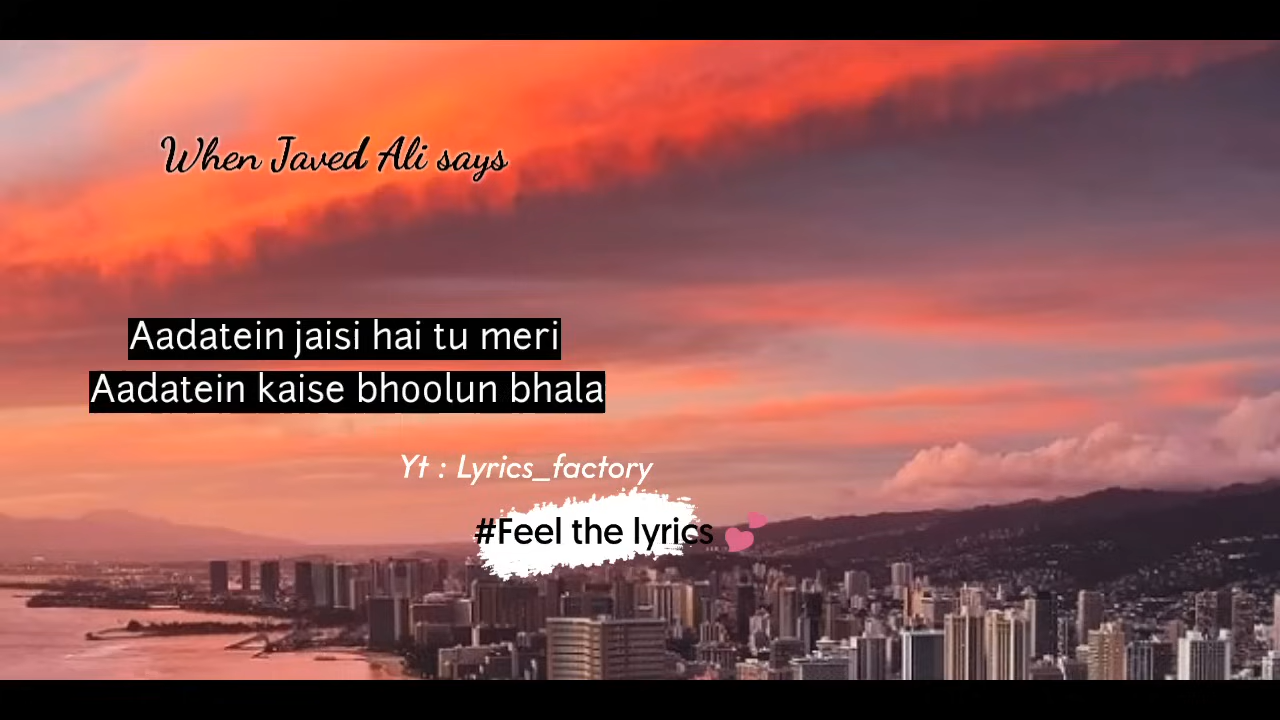 When Javed Ali says
Aadatein jaisi hai tu meri
Aadatein kaise bhoolun bhala
Yt : Lyrics_factory
#Feel the lyrics 💕